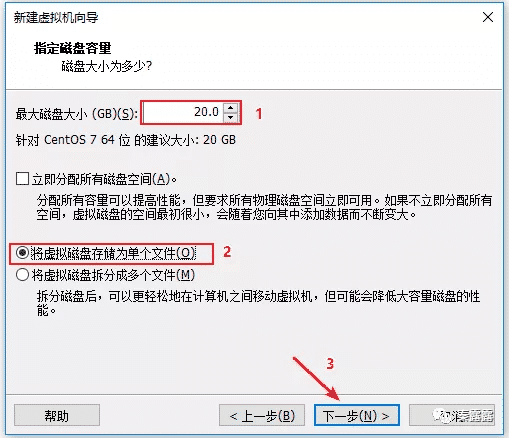 新建虚拟机向导
指定磁盘容量
磁盘大小为多少?
最大磁盘大小 (GB)(S): 20.0 1
针对 CentOS 7 64 位 的建议大小: 20 GB
立即分配所有磁盘空间(A)。
分配所有容量可以提高性能，但要求所有物理磁盘空间立即可用。如果不立即分配所有
空间，虚拟磁盘的空间最初很小，会随着您向其中添加数据而不断变大。
将虚拟磁盘存储为单个文件(O) 2
将虚拟磁盘拆分成多个文件(M)
拆分磁盘后，可以更轻松地在计算机之间移动虚拟机，但可能会降低大容量磁盘的性
能。
3
帮助 < 上一步(B) 下一步(N) > 取消